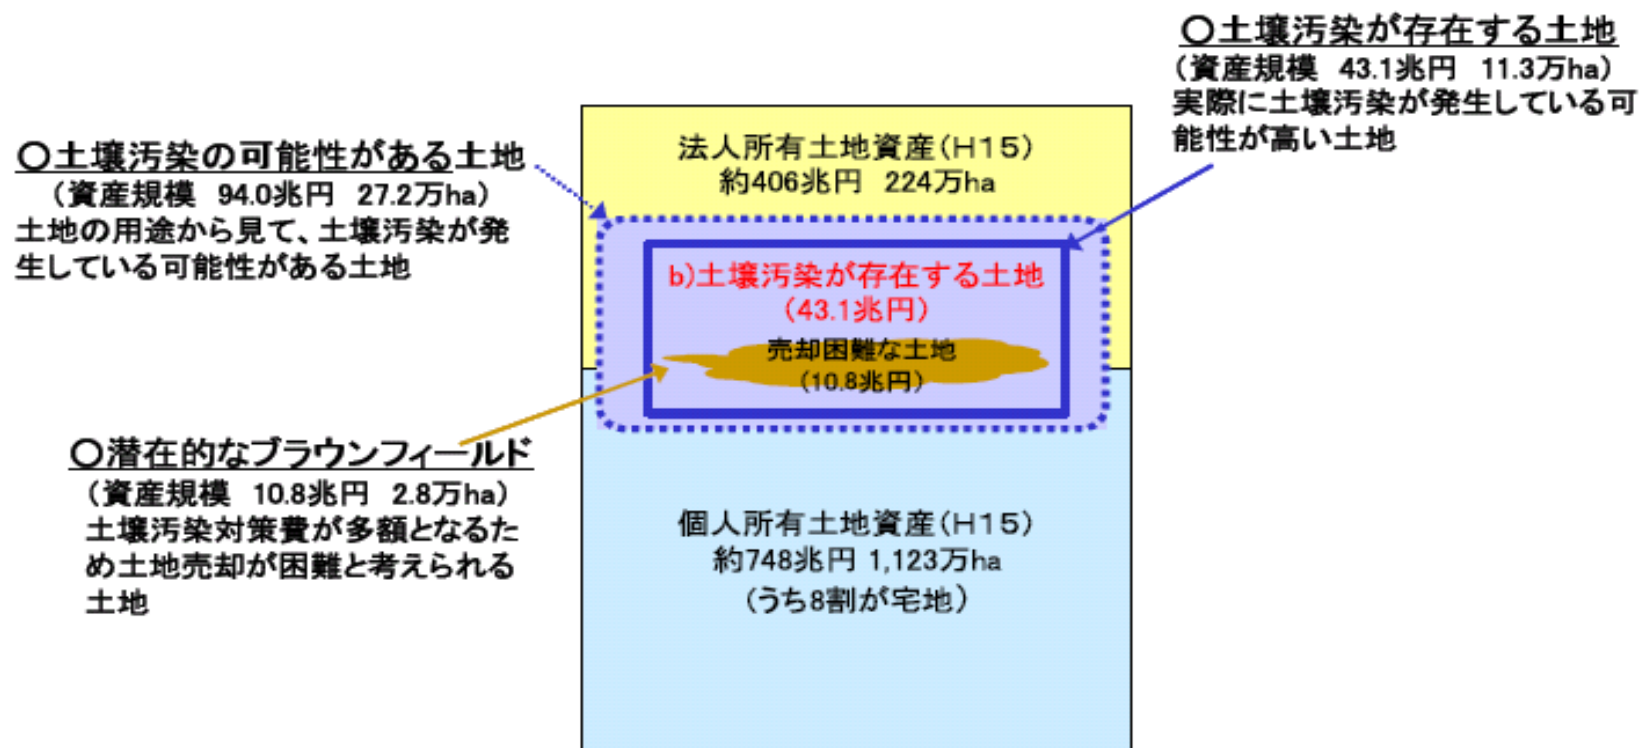 〇土壌汚染が存在する土地
（資産規模　43.1兆円　11.3万ha）
実際に土壌汚染が発生している可
能性が高い土地
〇土壌汚染の可能性がある土地
（資産規模　94.0兆円　27.2万ha）
土地の用途から見て、土壌汚染が発
生している可能性がある土地
法人所有土地資産（H15）
約406兆円　224万ha
b)土壌汚染が存在する土地
（43.1兆円）
売却困難な土地
（10.8兆円）
〇潜在的なブラウンフィールド
（資産規模　10.8兆円　2.8万ha）
土壌汚染対策費が多額となるた
め土地売却が困難と考えられる
土地
個人所有土地資産（H15）
約748兆円 1,123万ha
（うち8割が宅地）